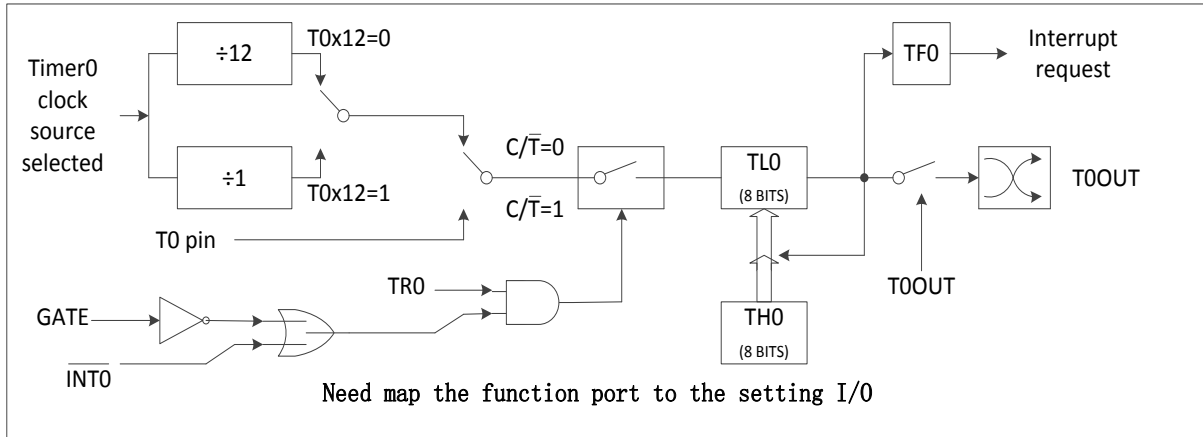 ÷12
T0x12=0
Timer0
clock
source
selected
÷1
T0x12=1
T0 pin
C/T̅=0
C/T̅=1
TL0
(8 BITS)
TF0
Interrupt
request
T0OUT
T0OUT
TR0
GATE
I̅N̅T̅0̅
TH0
(8 BITS)
Need map the function port to the setting I/O